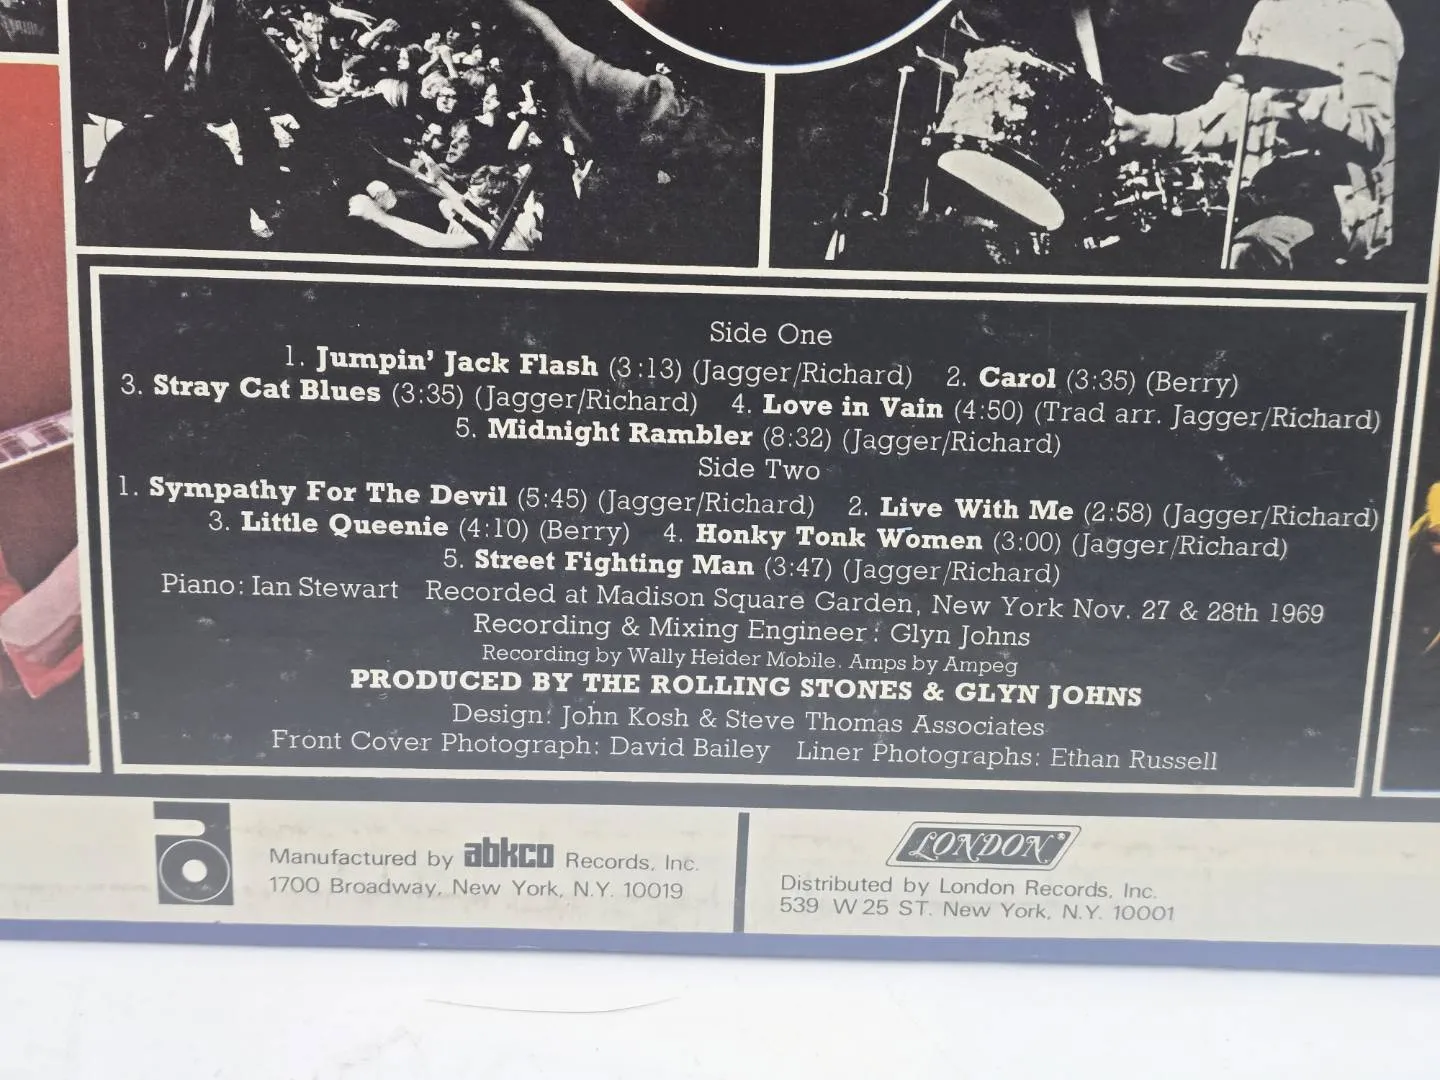 Side One
1. Jumpin' Jack Flash (3:13) (Jagger/Richard) 2. Carol (3:35) (Berry)
3. Stray Cat Blues (3:35) (Jagger/Richard) 4. Love in Vain (4:50) (Trad arr. Jagger/Richard)
5. Midnight Rambler (8:32) (Jagger/Richard)
Side Two
1. Sympathy For The Devil (5:45) (Jagger/Richard) 2. Live With Me (2:58) (Jagger/Richard)
3. Little Queenie (4:10) (Berry) 4. Honky Tonk Women (3:00) (Jagger/Richard)
5. Street Fighting Man (3:47) (Jagger/Richard)
Piano: Ian Stewart Recorded at Madison Square Garden, New York Nov. 27 & 28th 1969
Recording & Mixing Engineer: Glyn Johns
Recording by Wally Heider Mobile. Amps by Ampeg
PRODUCED BY THE ROLLING STONES & GLYN JOHNS
Design: John Kosh & Steve Thomas Associates
Front Cover Photograph: David Bailey Liner Photographs: Ethan Russell
Manufactured by abkco Records, Inc.
1700 Broadway, New York, N.Y. 10019
LONDON®
Distributed by London Records, Inc.
539 W 25 ST. New York, N.Y. 10001